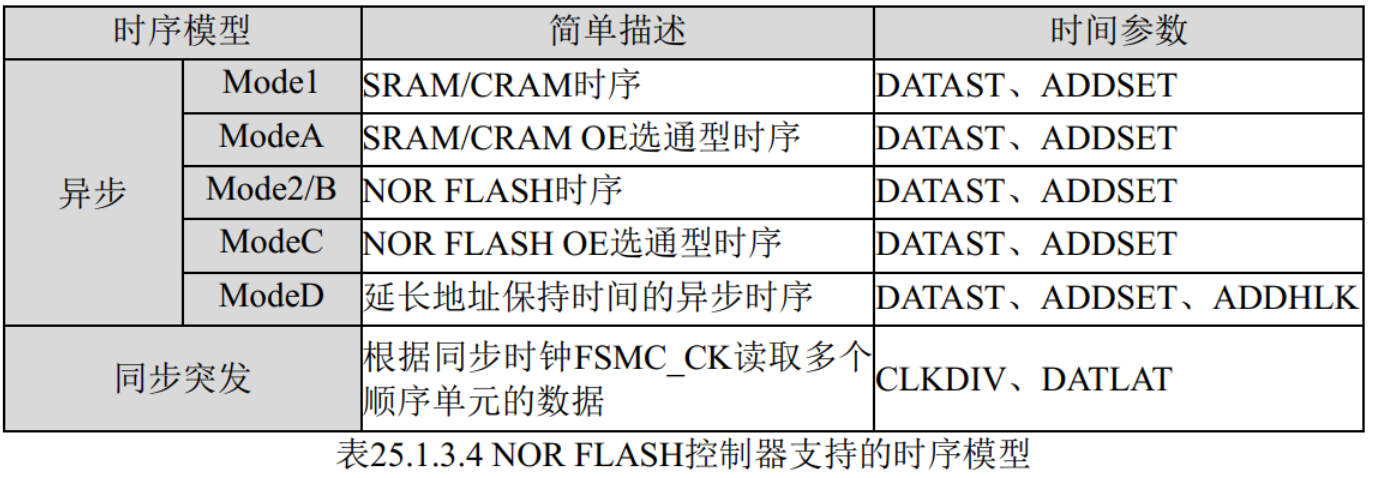 时序模型 简单描述 时间参数
异步 Mode1 SRAM/CRAM时序 DATAST、ADDSET
ModeA SRAM/CRAM OE选通型时序 DATAST、ADDSET
Mode2/B NOR FLASH时序 DATAST、ADDSET
ModeC NOR FLASH OE选通型时序 DATAST、ADDSET
ModeD 延长地址保持时间的异步时序 DATAST、ADDSET、ADDHLK
同步突发 根据同步时钟FSMC_CK读取多个
顺序单元的数据 CLKDIV、DATLAT
表25.1.3.4 NOR FLASH控制器支持的时序模型